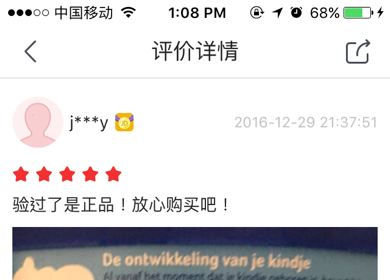 中国移动 1:08 PM 68%
评价详情
j***y 2016-12-29 21:37:51
验过了是正品！放心购买吧！
De ontwikkeling van je kindje
Al vanaf het moment dat je kindje geboren is